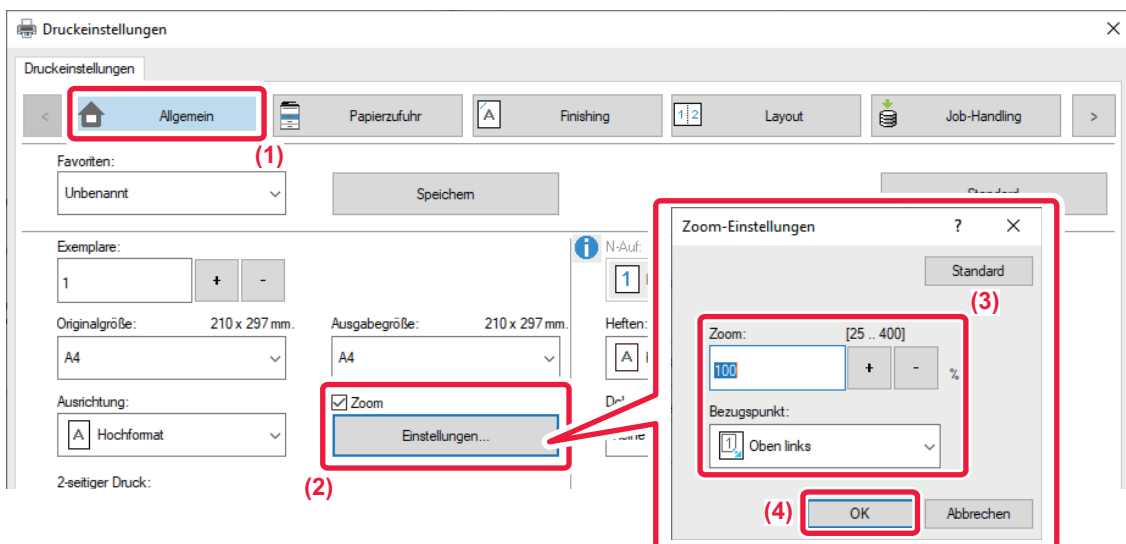 Druckeinstellungen
Druckeinstellungen
< Allgemein Papierzufuhr Finishing Layout Job-Handling >
(1)
Favoriten:
Unbenannt Speichern Standard
Exemplare: N-Auf:
1 + - 1
Originalgröße: 210 x 297 mm. Ausgabegröße: 210 x 297 mm. Heften:
A4 A4
Ausrichtung: Zoom
Hochformat Einstellungen...
2-seitiger Druck: (2)
Zoom-Einstellungen ?
Standard
(3)
Zoom: [25 .. 400]
100 + - %
Bezugspunkt:
Oben links
(4) OK Abbrechen